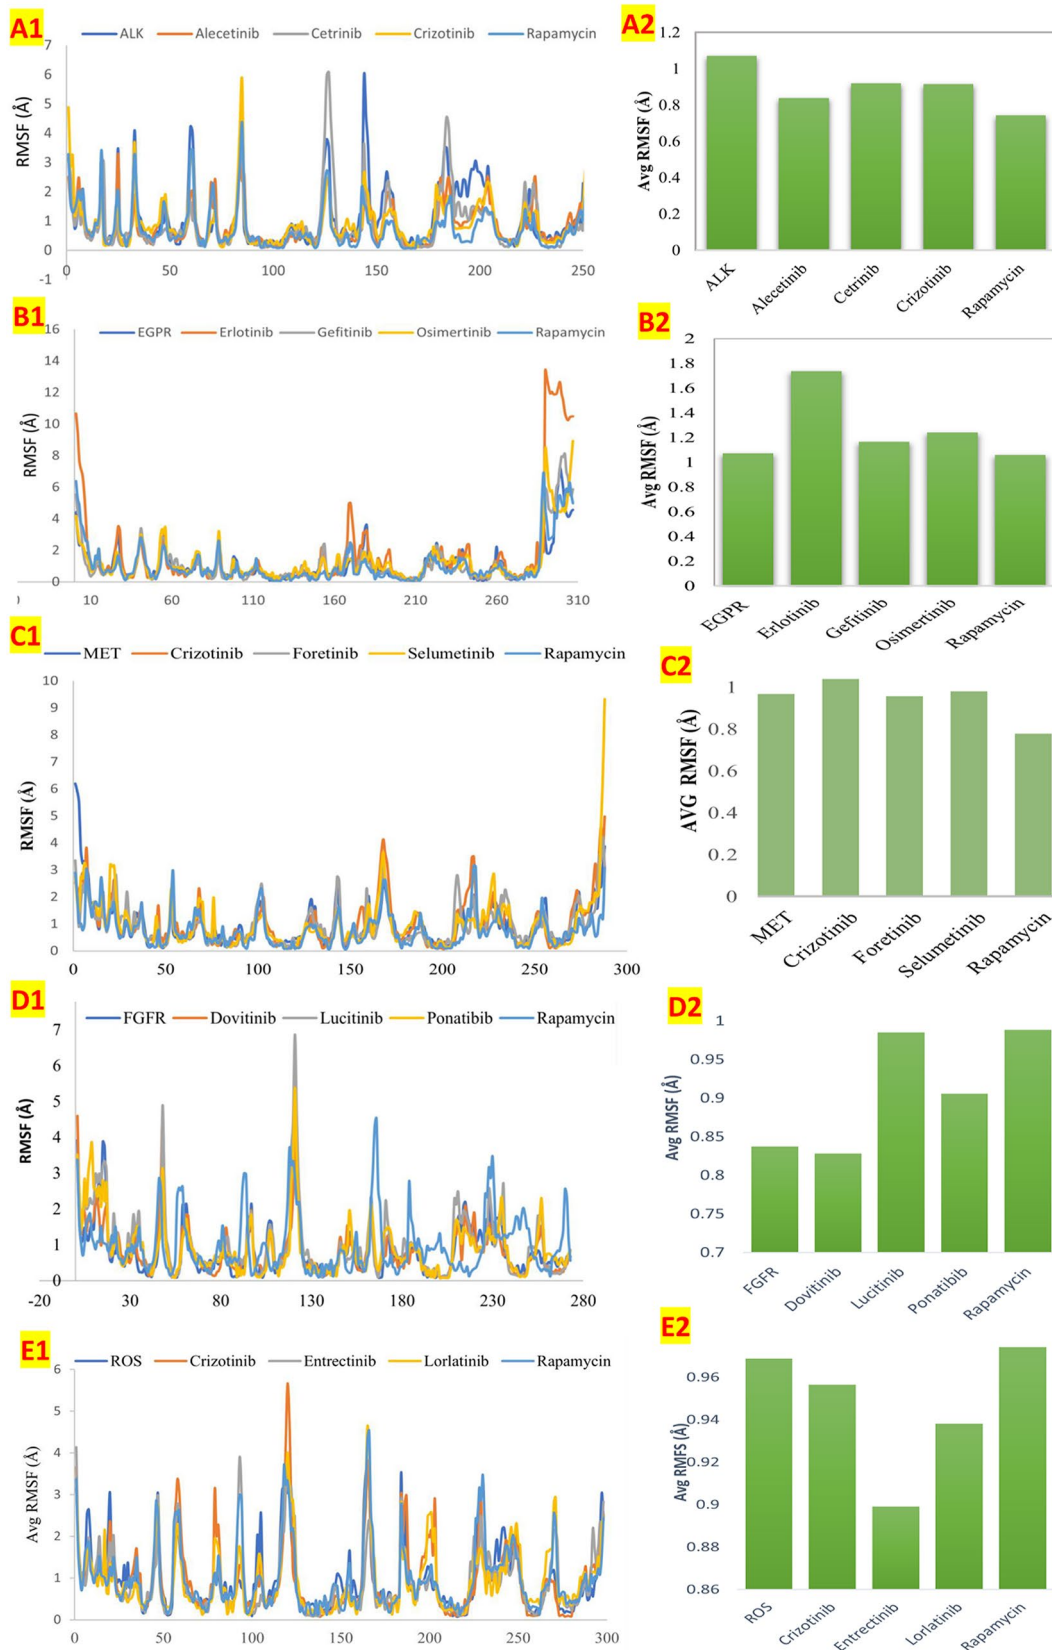 A1
ALK Alecetinib Cetrinib Crizotinib Rapamycin
RMSF (Å)
7
6
5
4
3
2
1
0
-1
0 50 100 150 200 250
A2
Avg RMSF (Å)
1.2
1
0.8
0.6
0.4
0.2
0
ALK Alecetinib Cetrinib Crizotinib Rapamycin
B1
EGPR Erlotinib Gefitinib Osimertinib Rapamycin
RMSF (Å)
16
14
12
10
8
6
4
2
0
10 60 110 160 210 260 310
B2
Avg RMSF (Å)
2
1.8
1.6
1.4
1.2
1
0.8
0.6
0.4
0.2
0
EGPR Erlotinib Gefitinib Osimertinib Rapamycin
C1
MET Crizotinib Foretinib Selumetinib Rapamycin
RMSF (Å)
10
9
8
7
6
5
4
3
2
1
0
0 50 100 150 200 250 300
C2
AVG RMSF (Å)
1
0.8
0.6
0.4
0.2
0
MET Crizotinib Foretinib Selumetinib Rapamycin
D1
FGFR Dovitinib Lucitinib Ponatibib Rapamycin
RMSF (Å)
7
6
5
4
3
2
1
0
-20 30 80 130 180 230 280
D2
Avg RMSF (Å)
1
0.95
0.9
0.85
0.8
0.75
0.7
FGFR Dovitinib Lucitinib Ponatibib Rapamycin
E1
ROS Crizotinib Entrectinib Lorlatinib Rapamycin
Avg RMSF (Å)
6
5
4
3
2
1
0
0 50 100 150 200 250 300
E2
Avg RMFS (Å)
0.96
0.94
0.92
0.9
0.88
0.86
ROS Crizotinib Entrectinib Lorlatinib Rapamycin